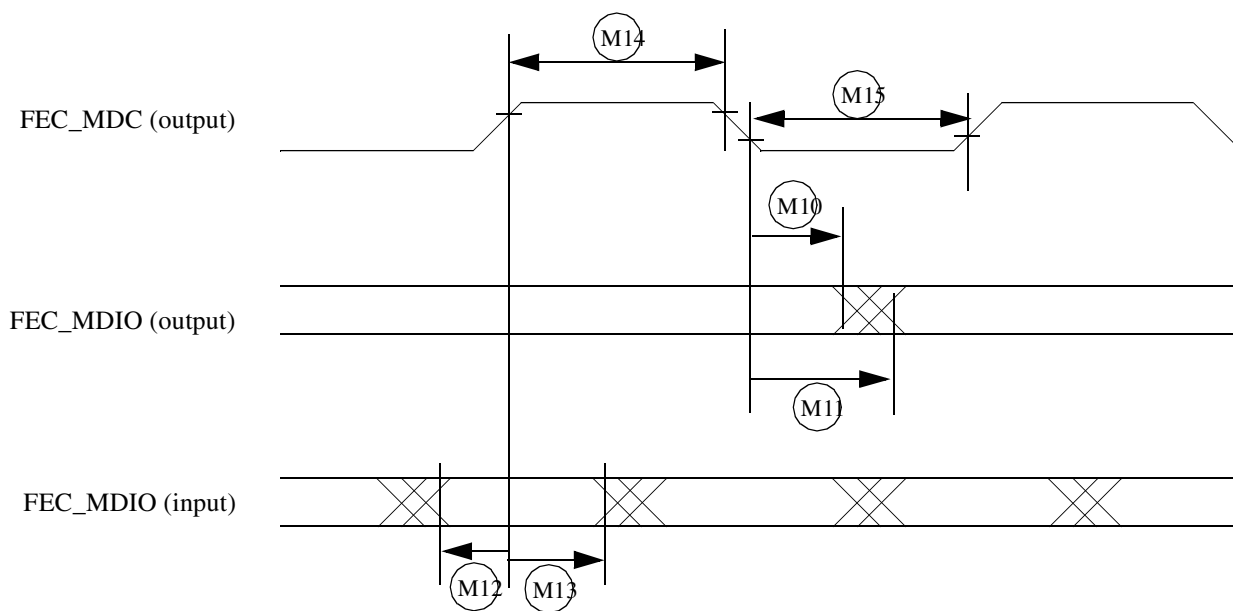 M14
FEC_MDC (output)
M15
M10
FEC_MDIO (output)
M11
FEC_MDIO (input)
M12
M13